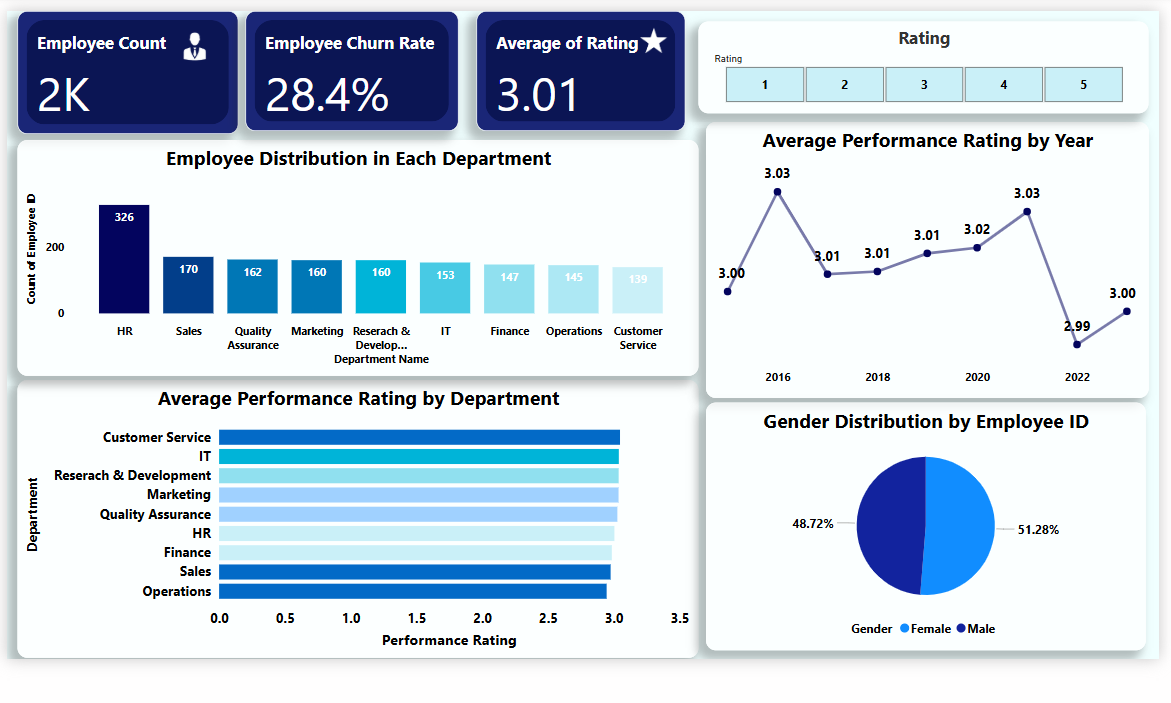 Employee Count
2K
Employee Churn Rate
28.4%
Average of Rating
3.01
Rating
Rating
1 2 3 4 5
Employee Distribution in Each Department
Count of Employee ID
200
0
326 170 162 160 160 153 147 145 139
HR Sales Quality Marketing Reserach & IT Finance Operations Customer
Assurance Develop... Service
Department Name
Average Performance Rating by Year
3.00 3.03 3.01 3.01 3.01 3.02 3.03 2.99 3.00
2016 2018 2020 2022
Average Performance Rating by Department
Department
Customer Service
IT
Reserach & Development
Marketing
Quality Assurance
HR
Finance
Sales
Operations
0.0 0.5 1.0 1.5 2.0 2.5 3.0 3.5
Performance Rating
Gender Distribution by Employee ID
48.72%
51.28%
Gender Female Male